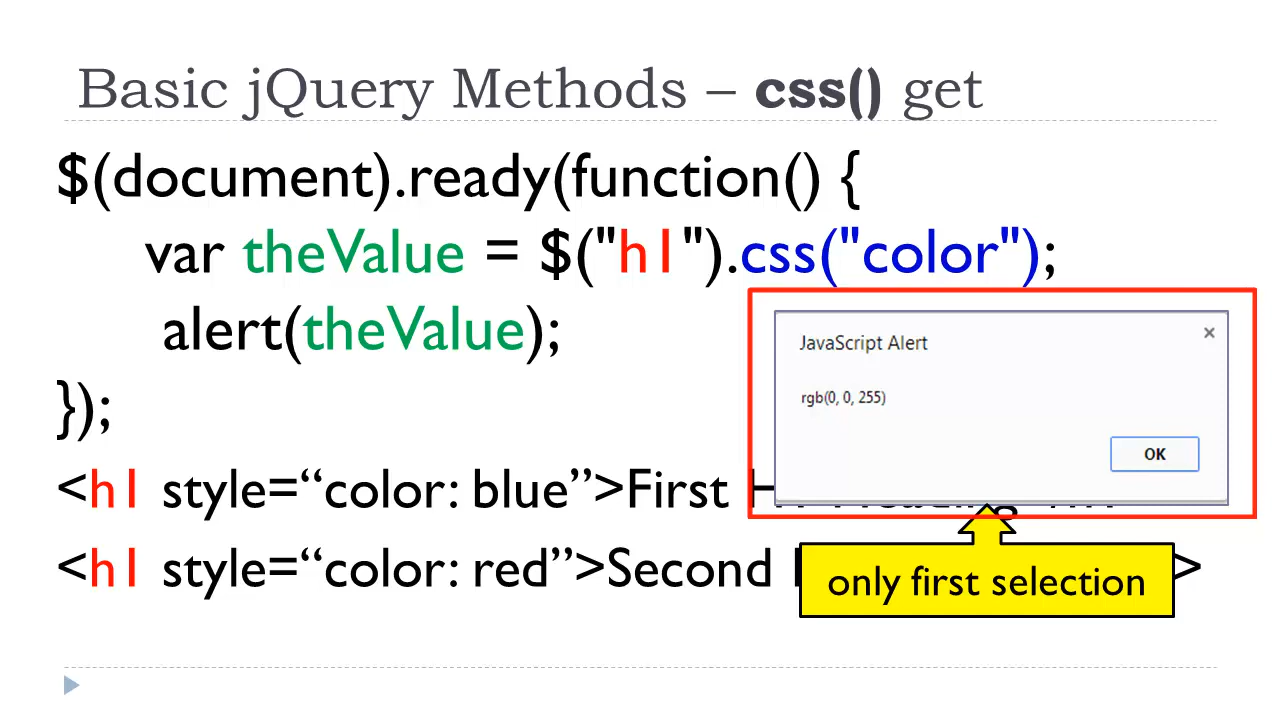 Basic jQuery Methods – css() get
$(document).ready(function() {
var theValue = $("h1").css("color");
alert(theValue);
});
JavaScript Alert
rgb(0, 0, 255)
OK
<h1 style=“color: blue”>First
<h1 style=“color: red”>Second >
only first selection